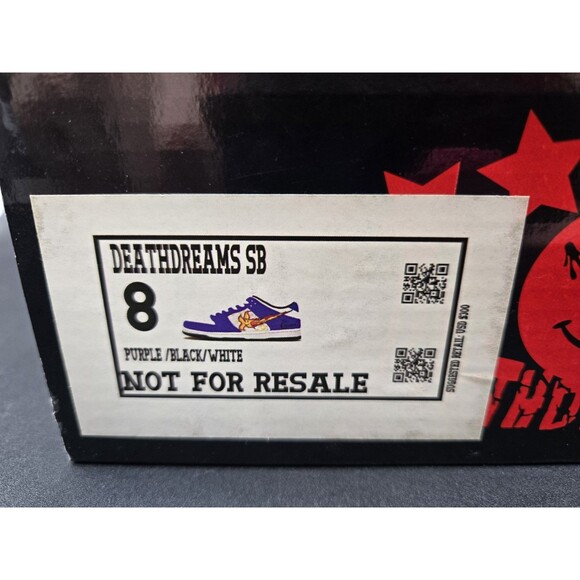 DEATHDREAMS SB
8
PURPLE /BLACK/WHITE
NOT FOR RESALE
SUGGESTED RETAIL: USD $300